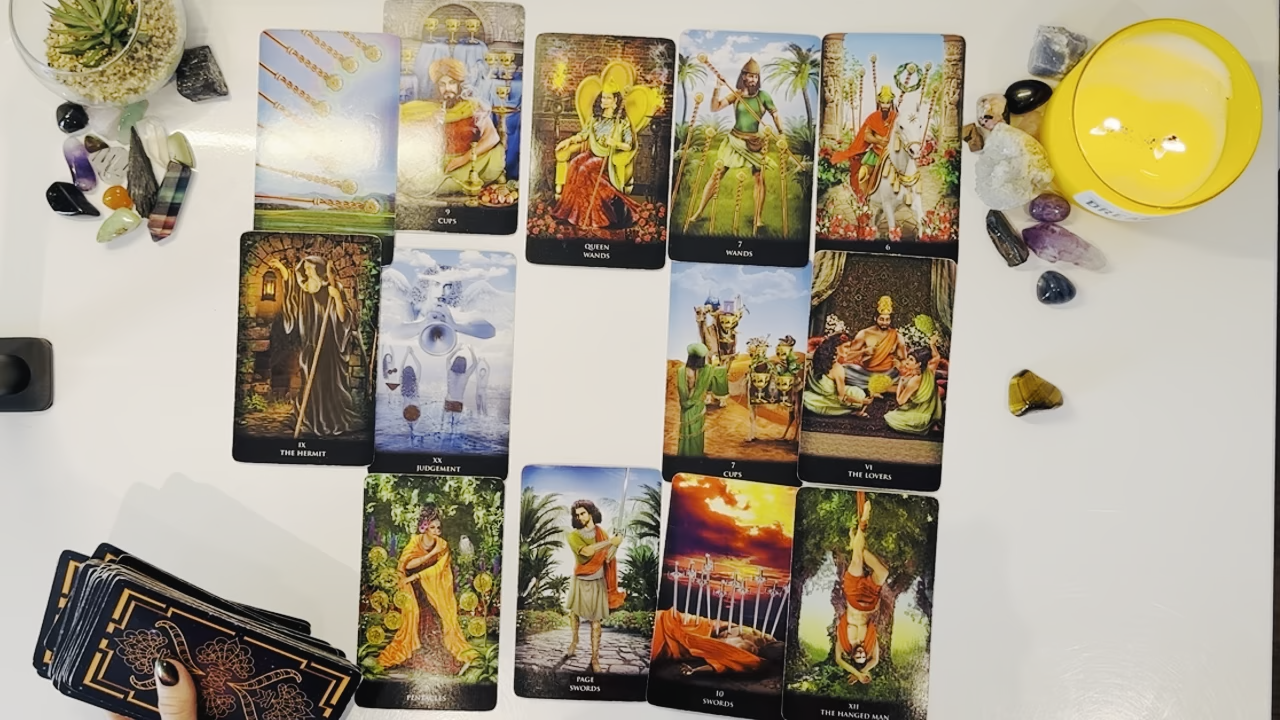 9
CUPS
QUEEN
WANDS
7
WANDS
6
IX
THE HERMIT
XX
JUDGEMENT
7
CUPS
VI
THE LOVERS
PENTACLES
PAGE
SWORDS
10
SWORDS
XII
THE HANGED MAN